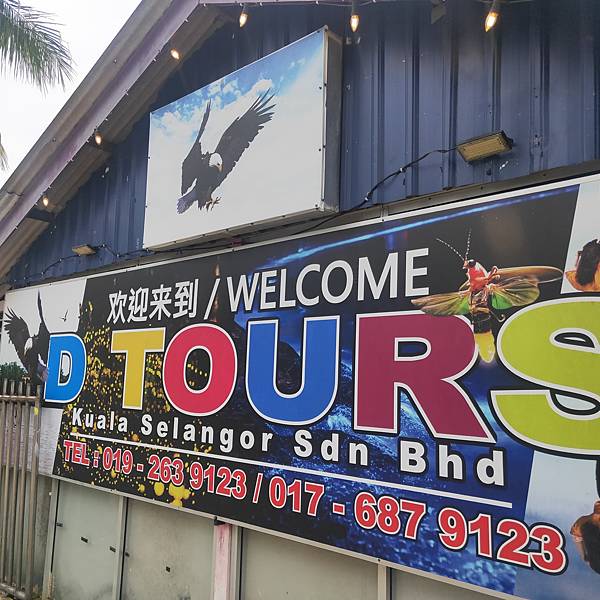 欢迎来到 / WELCOME
D TOURS
Kuala Selangor Sdn Bhd
TEL : 019 - 263 9123 / 017 - 687 9123